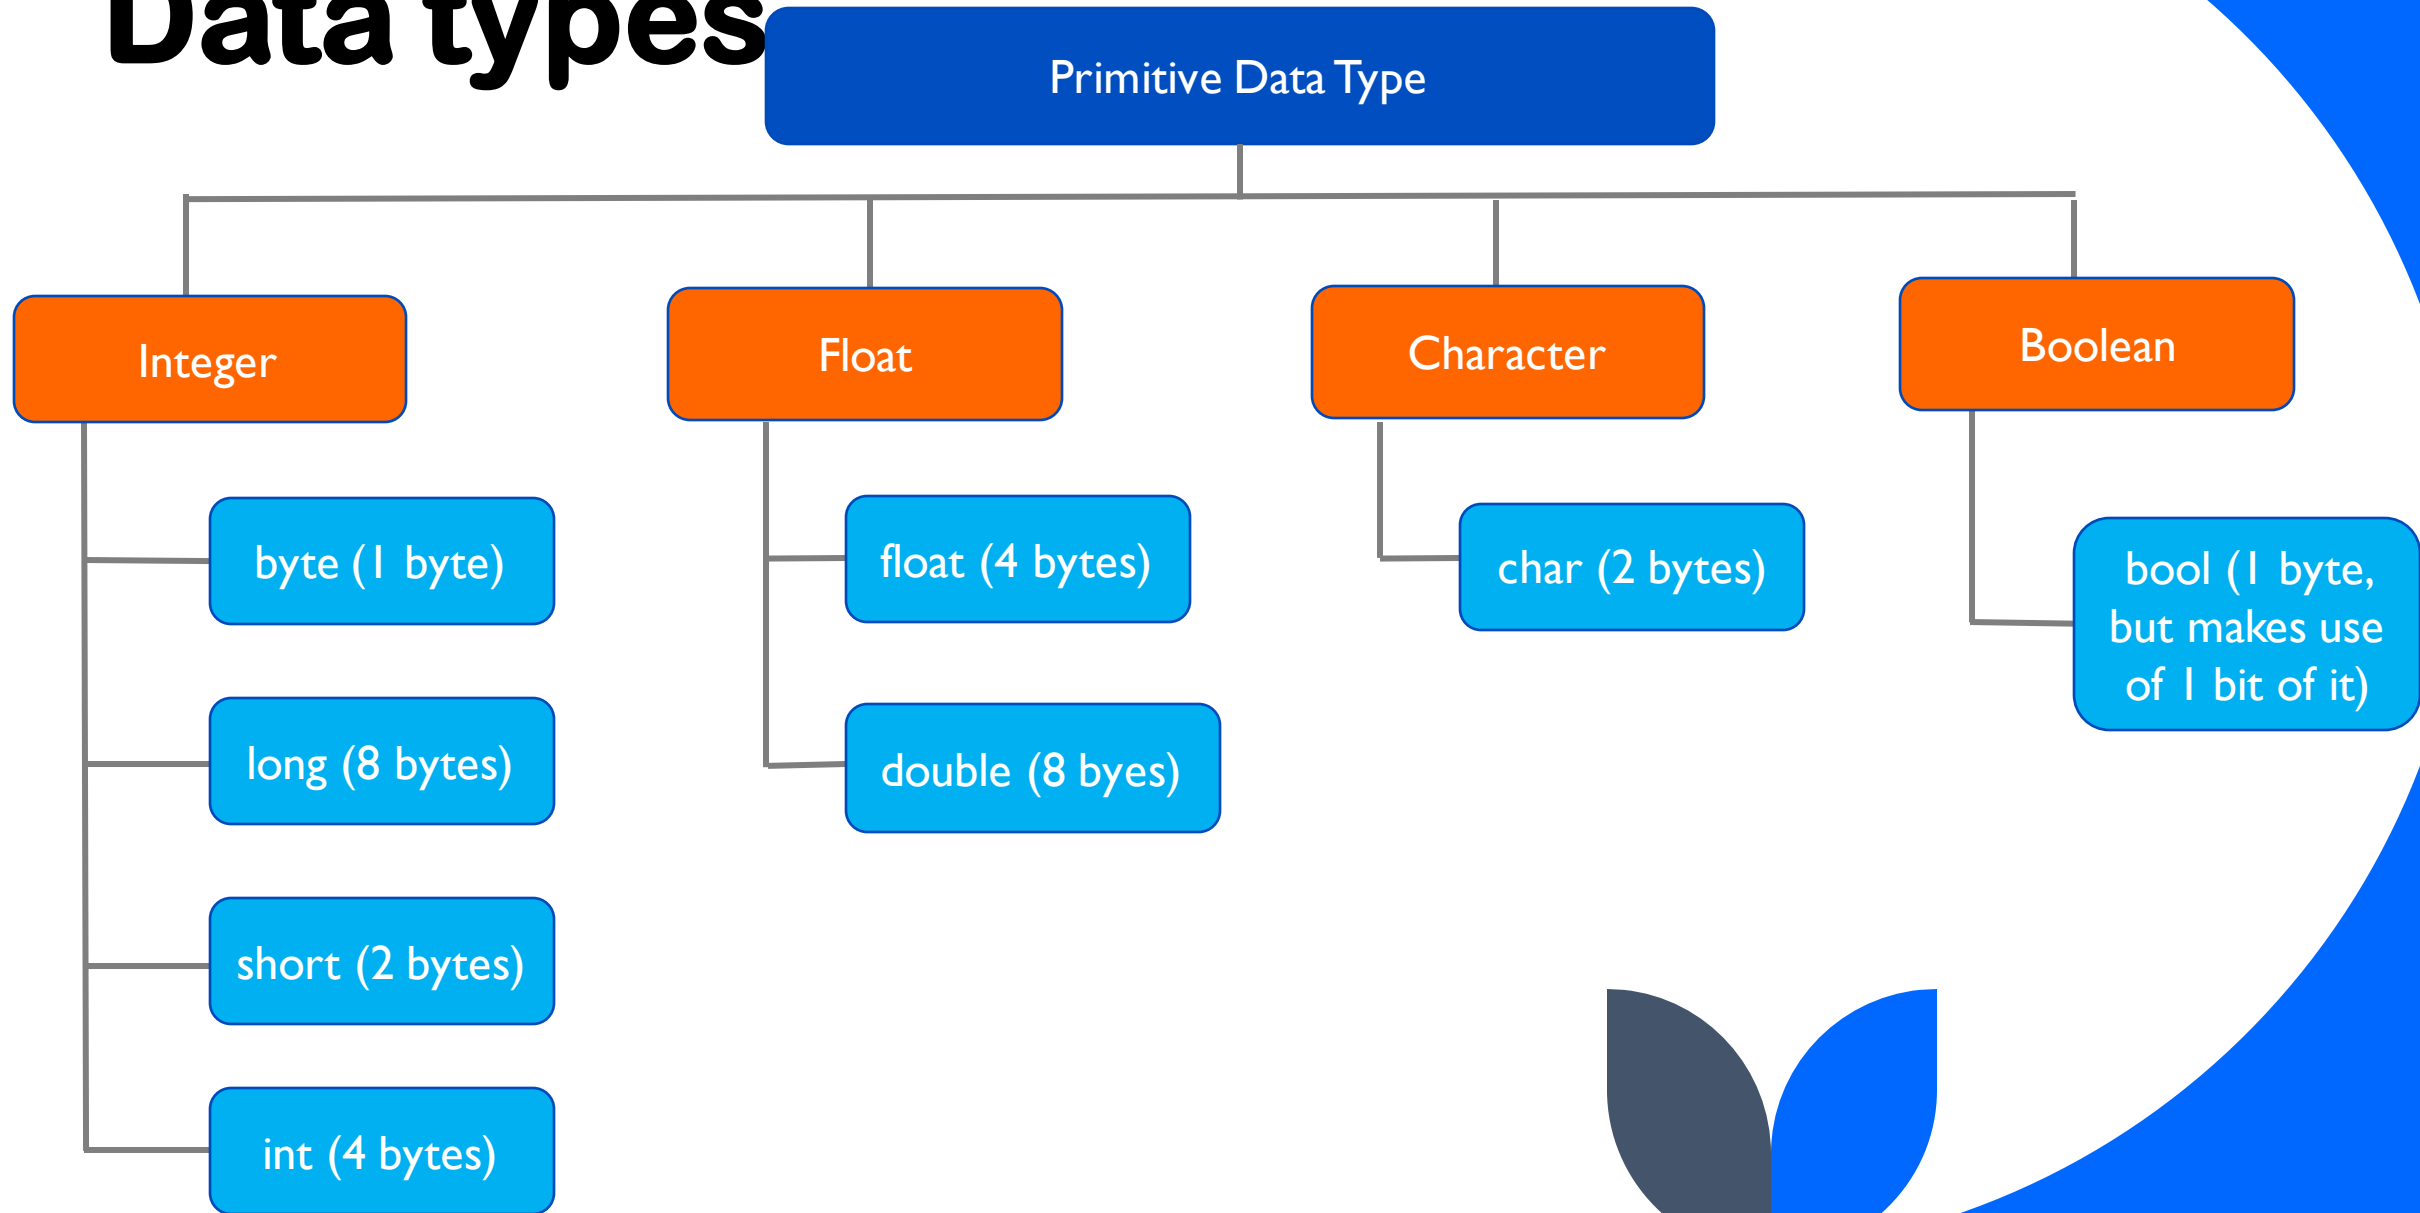 Data types
Primitive Data Type
Integer
Float
Character
Boolean
byte (1 byte)
long (8 bytes)
short (2 bytes)
int (4 bytes)
float (4 bytes)
double (8 byes)
char (2 bytes)
bool (1 byte,
but makes use
of 1 bit of it)